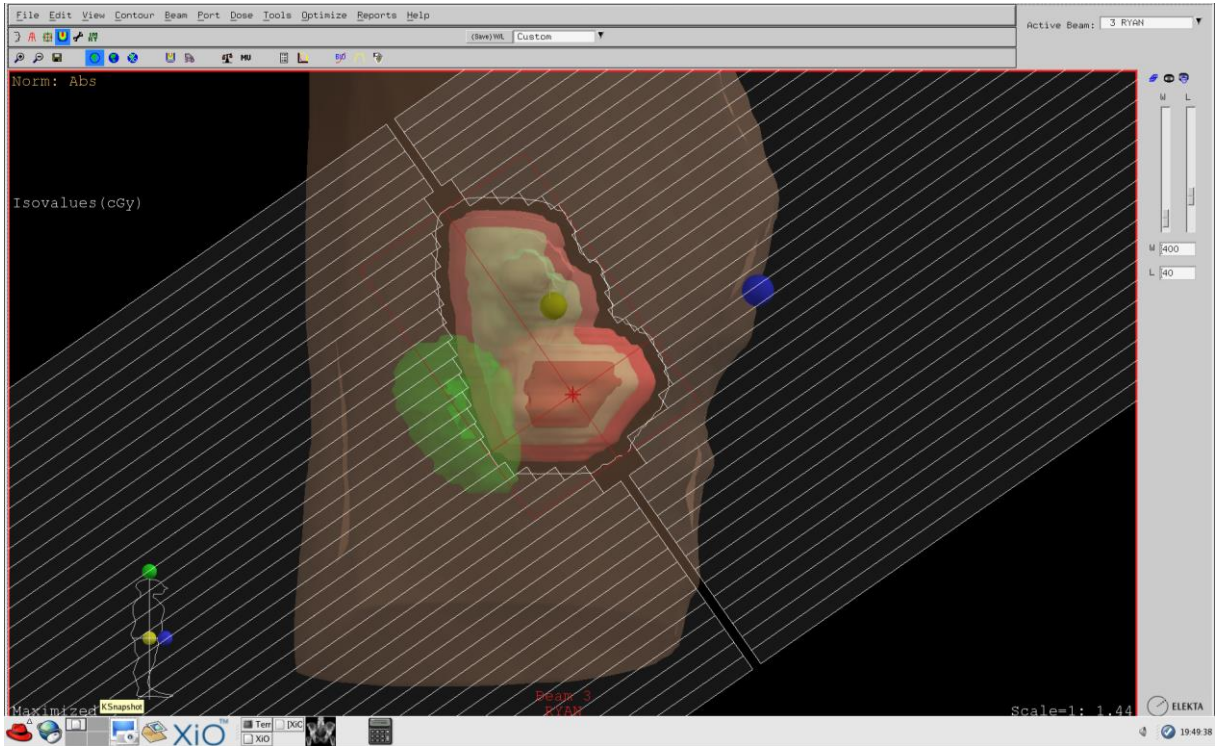 File Edit View Contour Beam Port Dose Tools Optimize Reports Help
Active Beam: 3 RYAN
(Save)W/L Custom
MU
Norm: Abs
W L
Isovalues(cGy)
W 400
L 40
Beam 3
RYAN
Maximized
KSnapshot
Scale=1: 1.44
ELEKTA
XiO™
Term [XiO
XiO
19:49:38